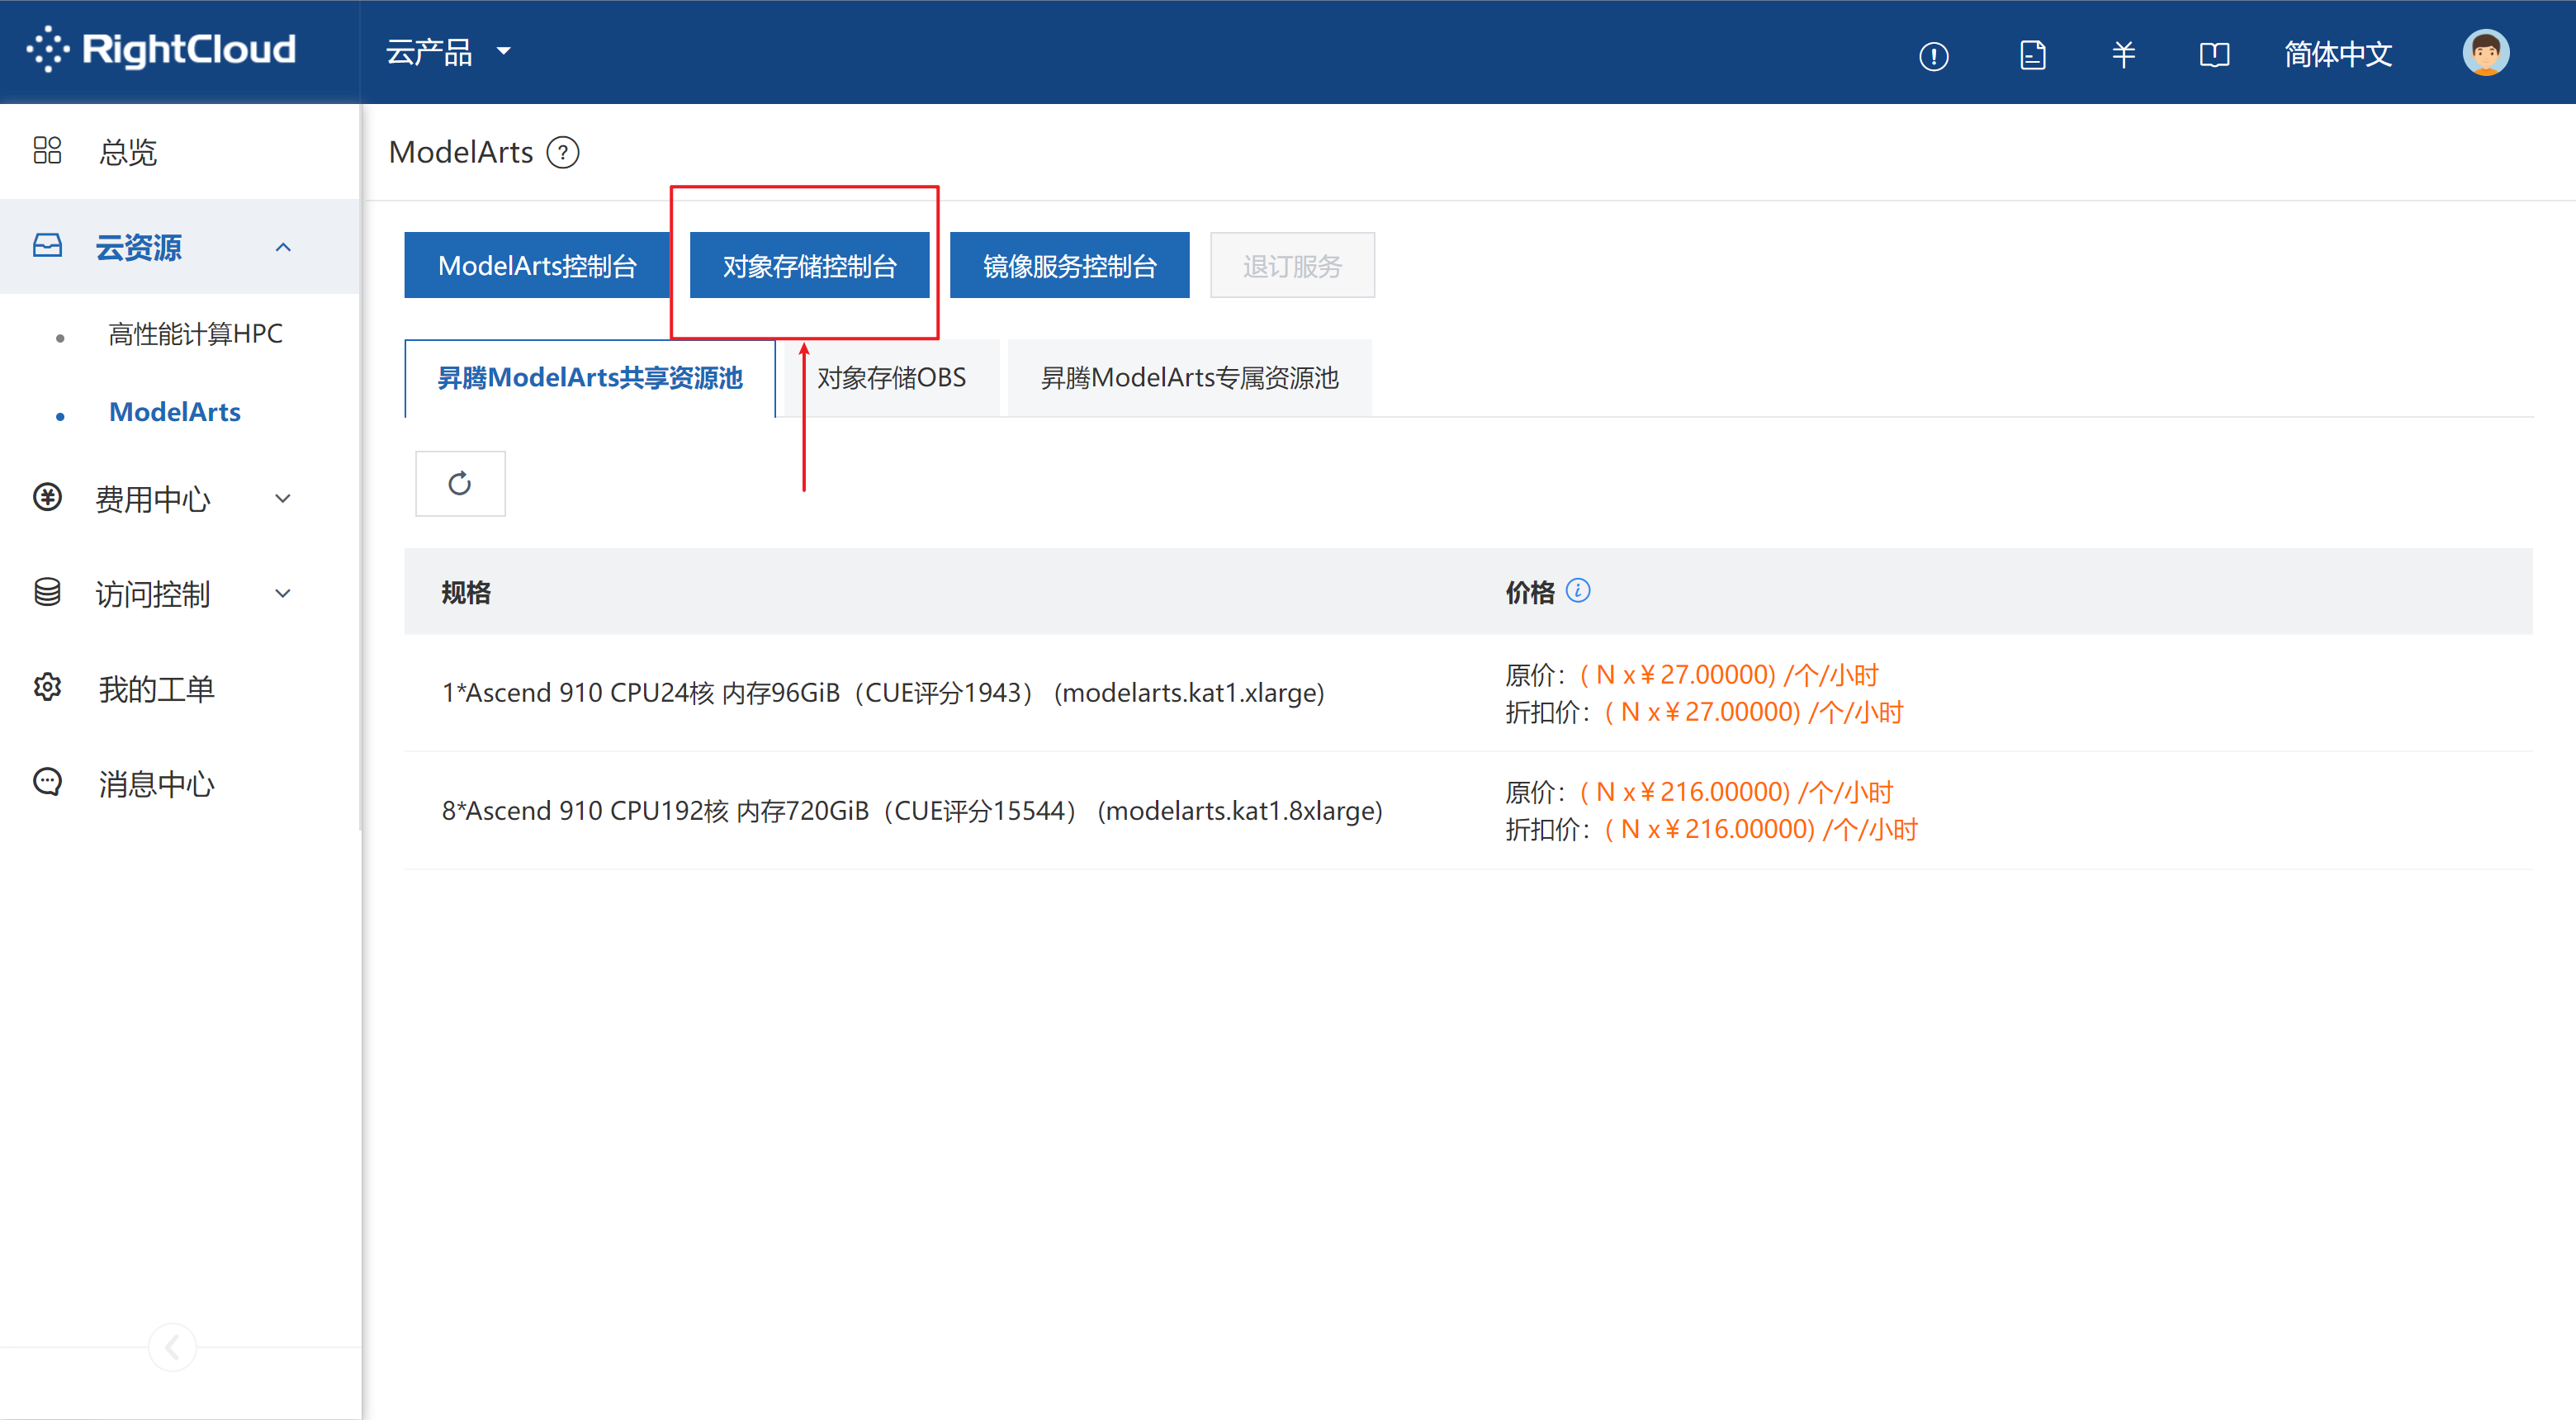 RightCloud
云产品
简体中文
总览
云资源
高性能计算HPC
ModelArts
费用中心
访问控制
我的工单
消息中心
ModelArts
ModelArts控制台
对象存储控制台
镜像服务控制台
退订服务
昇腾ModelArts共享资源池
对象存储OBS
昇腾ModelArts专属资源池
规格
价格
1*Ascend 910 CPU24核 内存96GiB（CUE评分1943） (modelarts.kat1.xlarge)
原价：( N x ¥ 27.00000) /个/小时
折扣价：( N x ¥ 27.00000) /个/小时
8*Ascend 910 CPU192核 内存720GiB（CUE评分15544） (modelarts.kat1.8xlarge)
原价：( N x ¥ 216.00000) /个/小时
折扣价：( N x ¥ 216.00000) /个/小时